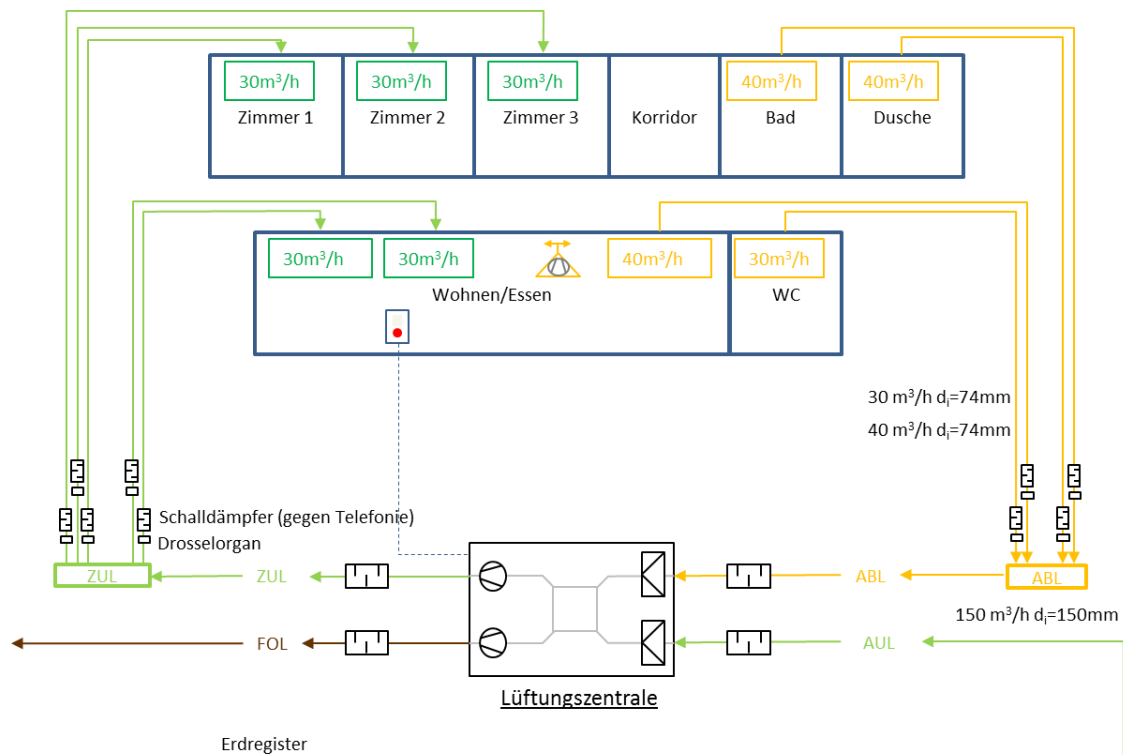 30m³/h
30m³/h
30m³/h
40m³/h
40m³/h
Zimmer 1
Zimmer 2
Zimmer 3
Korridor
Bad
Dusche
30m³/h
30m³/h
40m³/h
30m³/h
Wohnen/Essen
WC
30 m³/h dᵢ=74mm
40 m³/h dᵢ=74mm
Schalldämpfer (gegen Telefonie)
Drosselorgan
ZUL
ZUL
ABL
ABL
150 m³/h dᵢ=150mm
FOL
AUL
Lüftungszentrale
Erdregister